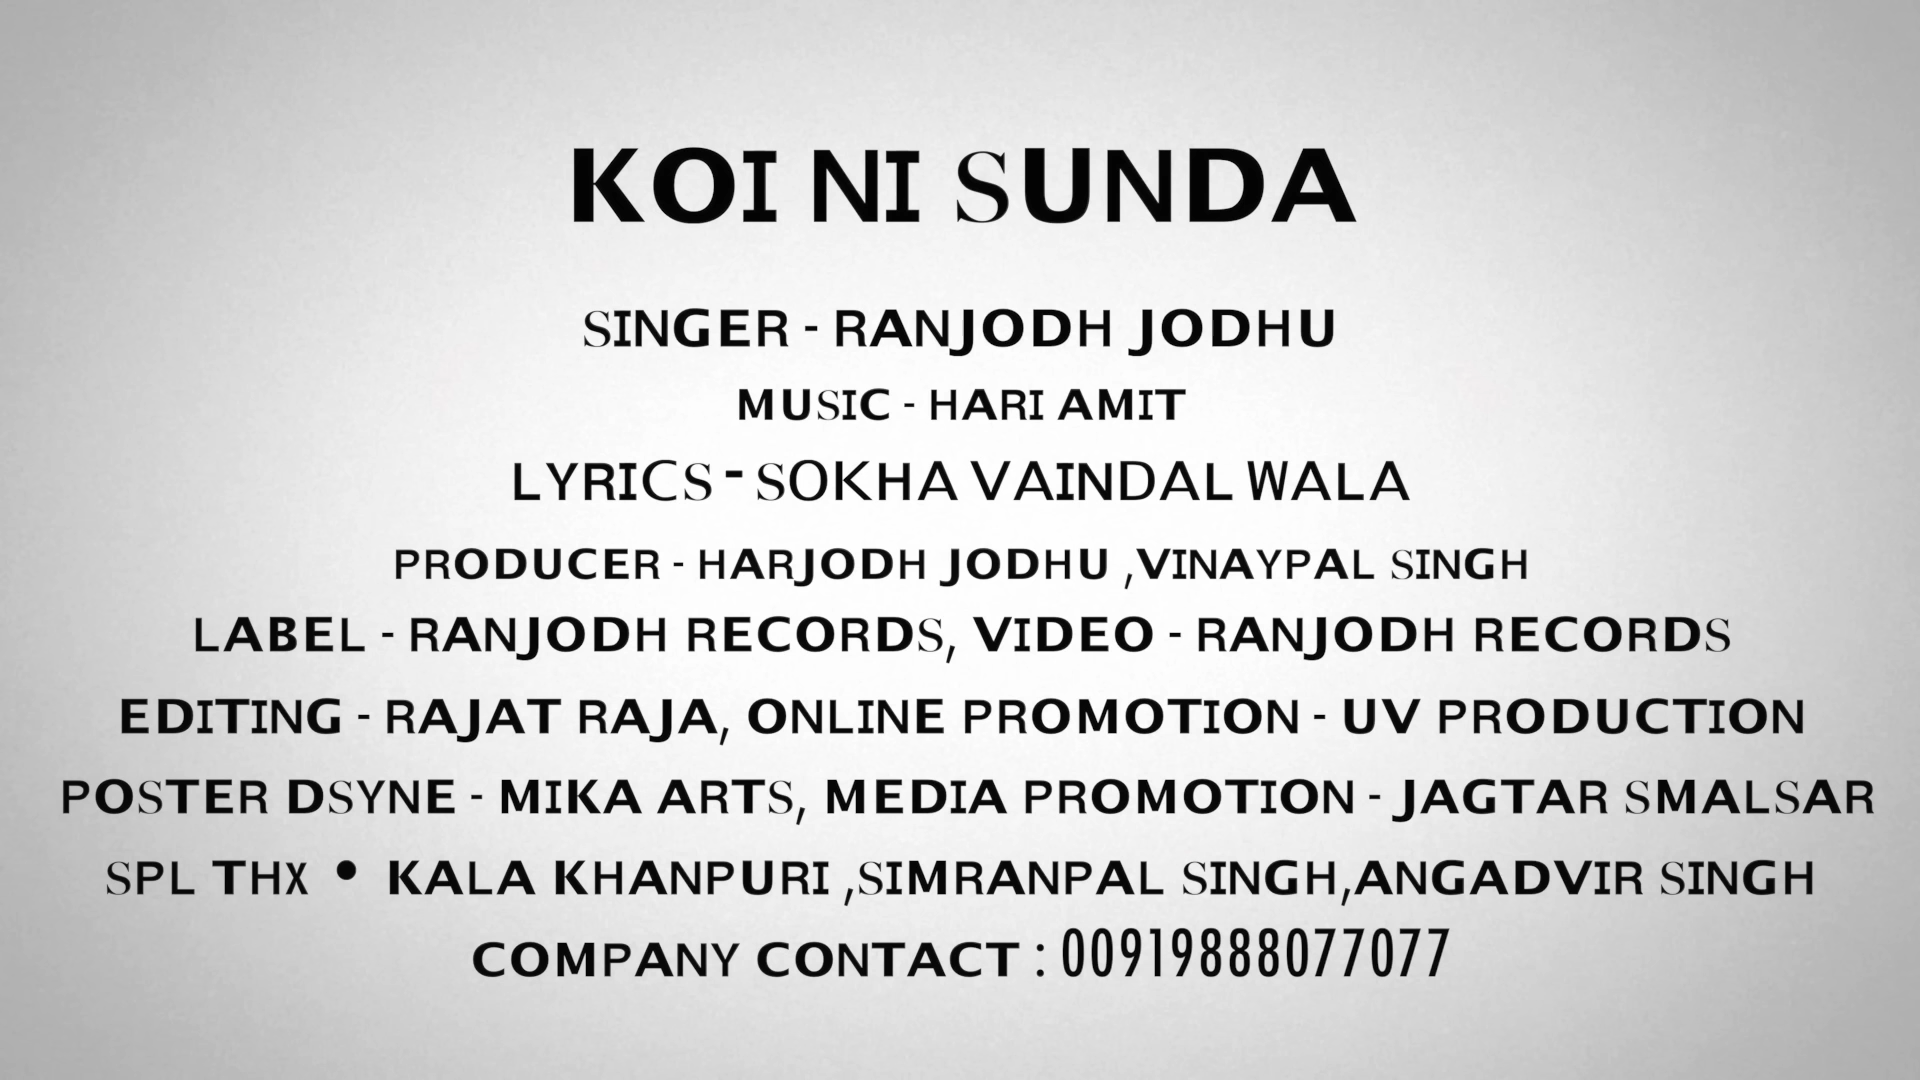 KOI NI SUNDA
SINGER - RANJODH JODHU
MUSIC - HARI AMIT
LYRICS - SOKHA VAINDAL WALA
PRODUCER - HARJODH JODHU ,VINAYPAL SINGH
LABEL - RANJODH RECORDS, VIDEO - RANJODH RECORDS
EDITING - RAJAT RAJA, ONLINE PROMOTION - UV PRODUCTION
POSTER DSYNE - MIKA ARTS, MEDIA PROMOTION - JAGTAR SMALSAR
SPL THX • KALA KHANPURI ,SIMRANPAL SINGH,ANGADVIR SINGH
COMPANY CONTACT : 00919888077077